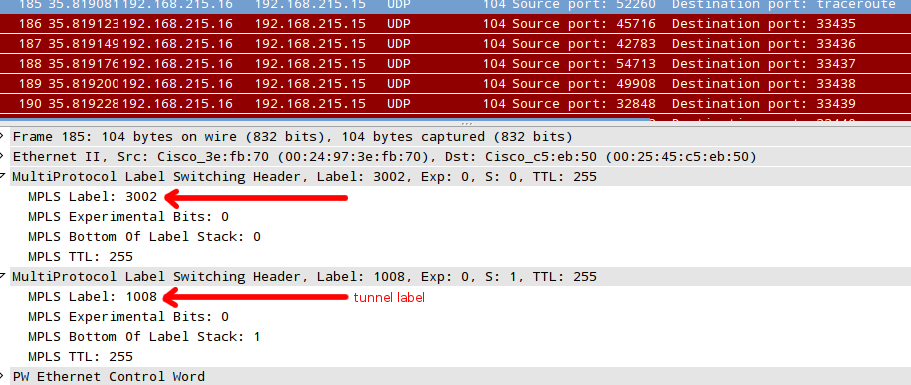 185 35.819081 192.168.215.16 192.168.215.15 UDP 104 Source port: 52260 Destination port: traceroute
186 35.819123 192.168.215.16 192.168.215.15 UDP 104 Source port: 45716 Destination port: 33435
187 35.819149 192.168.215.16 192.168.215.15 UDP 104 Source port: 42783 Destination port: 33436
188 35.819176 192.168.215.16 192.168.215.15 UDP 104 Source port: 54713 Destination port: 33437
189 35.819200 192.168.215.16 192.168.215.15 UDP 104 Source port: 49908 Destination port: 33438
190 35.819228 192.168.215.16 192.168.215.15 UDP 104 Source port: 32848 Destination port: 33439
Frame 185: 104 bytes on wire (832 bits), 104 bytes captured (832 bits)
Ethernet II, Src: Cisco_3e:fb:70 (00:24:97:3e:fb:70), Dst: Cisco_c5:eb:50 (00:25:45:c5:eb:50)
MultiProtocol Label Switching Header, Label: 3002, Exp: 0, S: 0, TTL: 255
MPLS Label: 3002
MPLS Experimental Bits: 0
MPLS Bottom Of Label Stack: 0
MPLS TTL: 255
MultiProtocol Label Switching Header, Label: 1008, Exp: 0, S: 1, TTL: 255
MPLS Label: 1008 tunnel label
MPLS Experimental Bits: 0
MPLS Bottom Of Label Stack: 1
MPLS TTL: 255
PW Ethernet Control Word